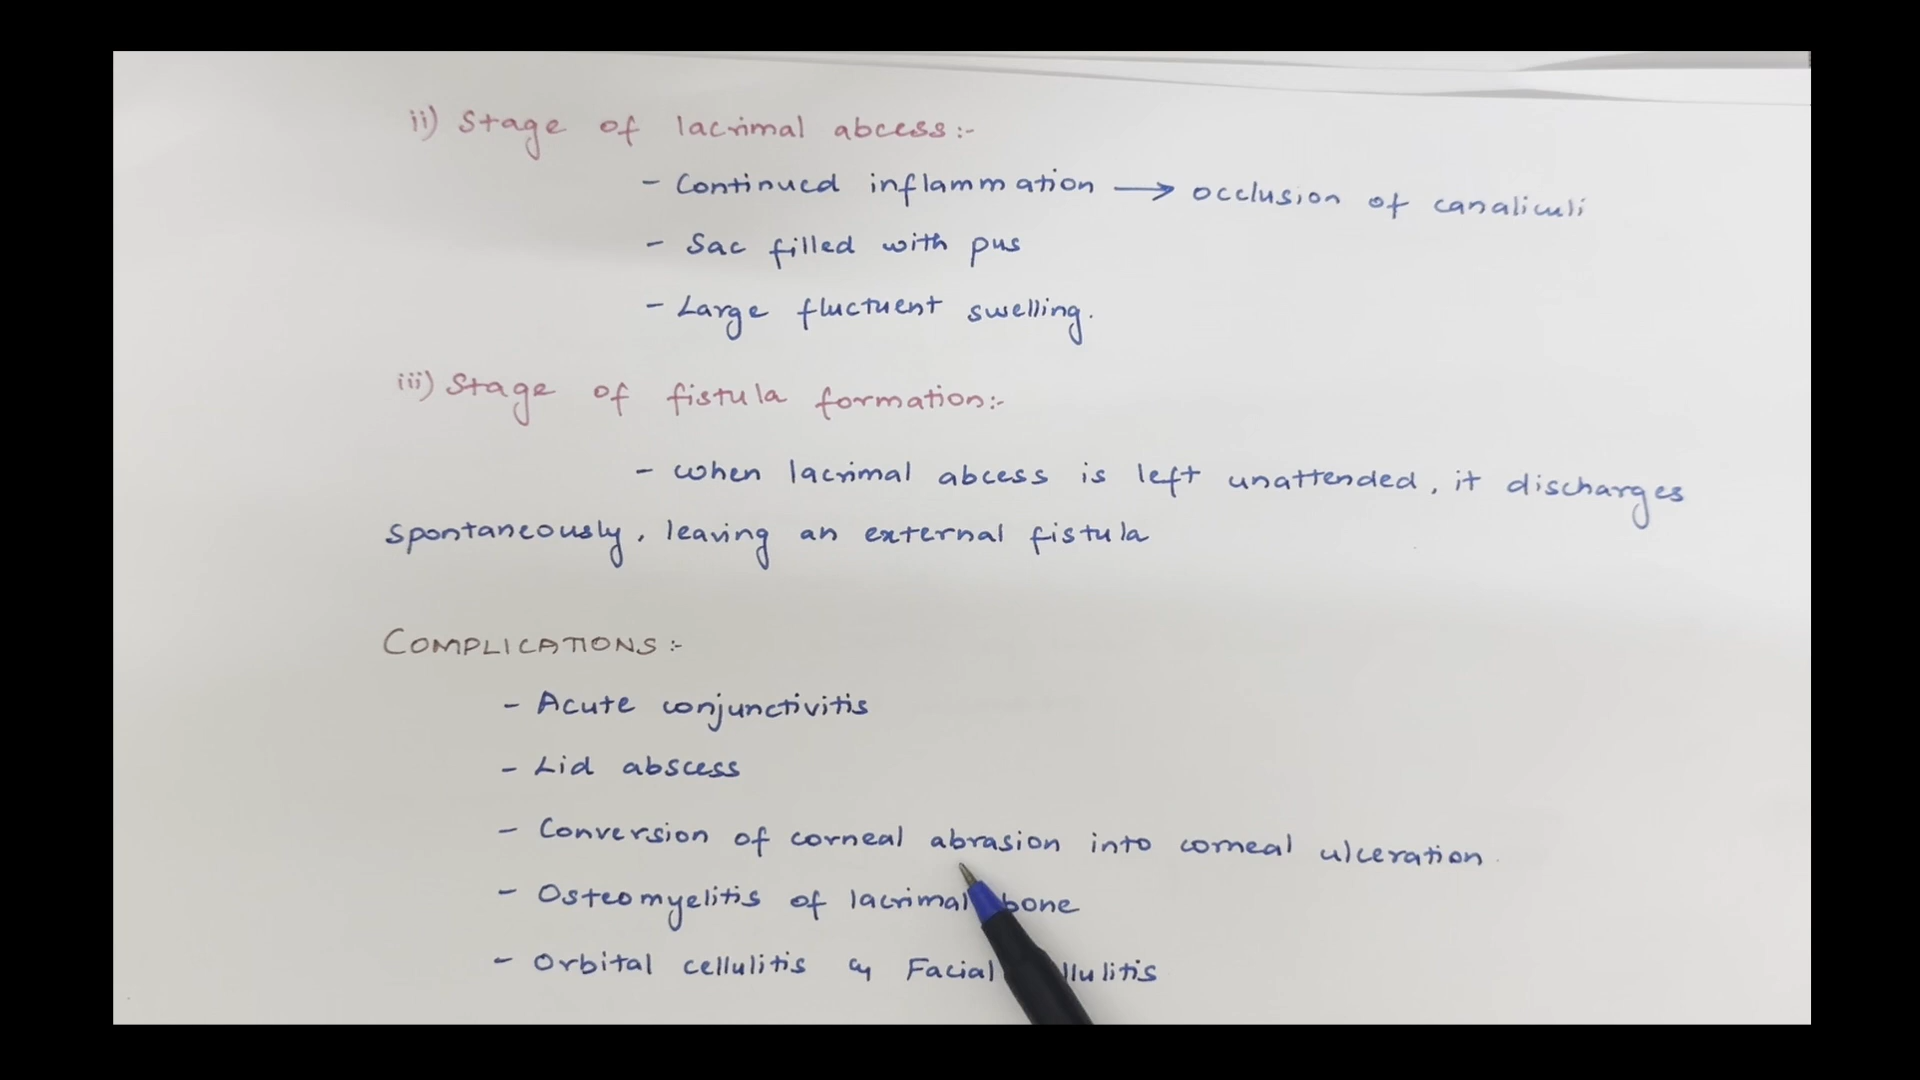 ii) Stage of lacrimal abcess:-
- Continued inflammation → occlusion of canaliculi
- Sac filled with pus
- Large fluctuent swelling.
iii) Stage of fistula formation:-
- when lacrimal abcess is left unattended, it discharges
spontaneously, leaving an external fistula
COMPLICATIONS :-
- Acute conjunctivitis
- Lid abscess
- Conversion of corneal abrasion into corneal ulceration
- Osteomyelitis of lacrimal bone
- Orbital cellulitis Facial